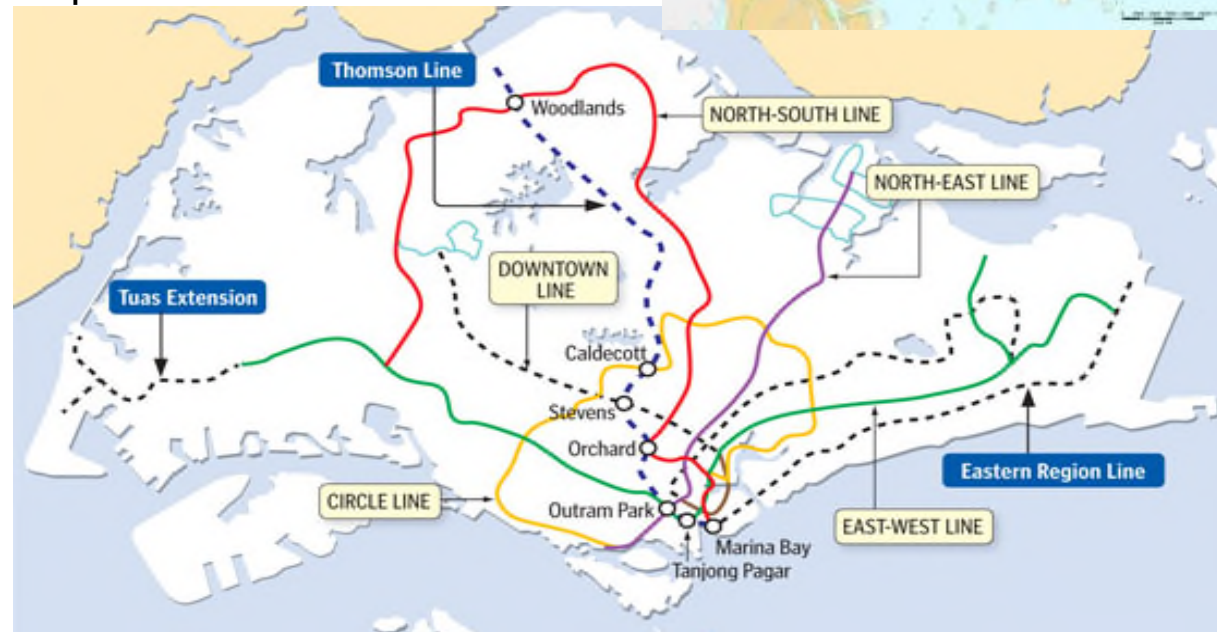 Thomson Line
Woodlands
NORTH-SOUTH LINE
NORTH-EAST LINE
DOWNTOWN
LINE
Tuas Extension
Caldecott
Stevens
Orchard
Eastern Region Line
CIRCLE LINE
Outram Park
EAST-WEST LINE
Marina Bay
Tanjong Pagar